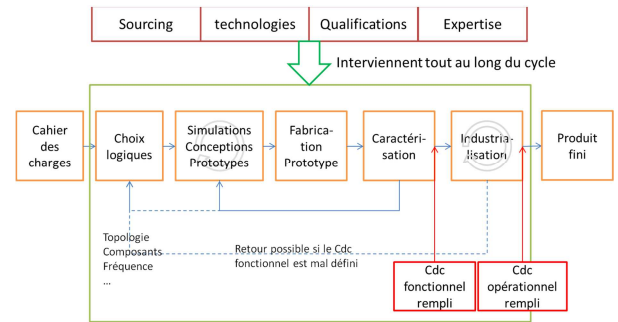 Sourcing
technologies
Qualifications
Expertise
Interviennent tout au long du cycle
Cahier
des
charges
Choix
logiques
Simulations
Conceptions
Prototypes
Fabrica-
tion
Prototype
Caractéri-
sation
Industria-
lisation
Produit
fini
Topologie
Composants
Fréquence
...
Retour possible si le Cdc
fonctionnel est mal défini
Cdc
fonctionnel
rempli
Cdc
opérationnel
rempli